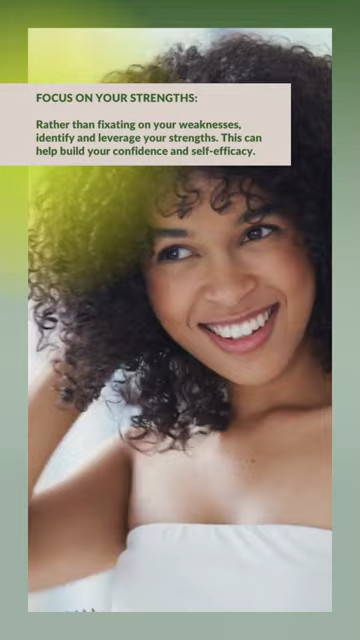 FOCUS ON YOUR STRENGTHS:
Rather than fixating on your weaknesses,
identify and leverage your strengths. This can
help build your confidence and self-efficacy.